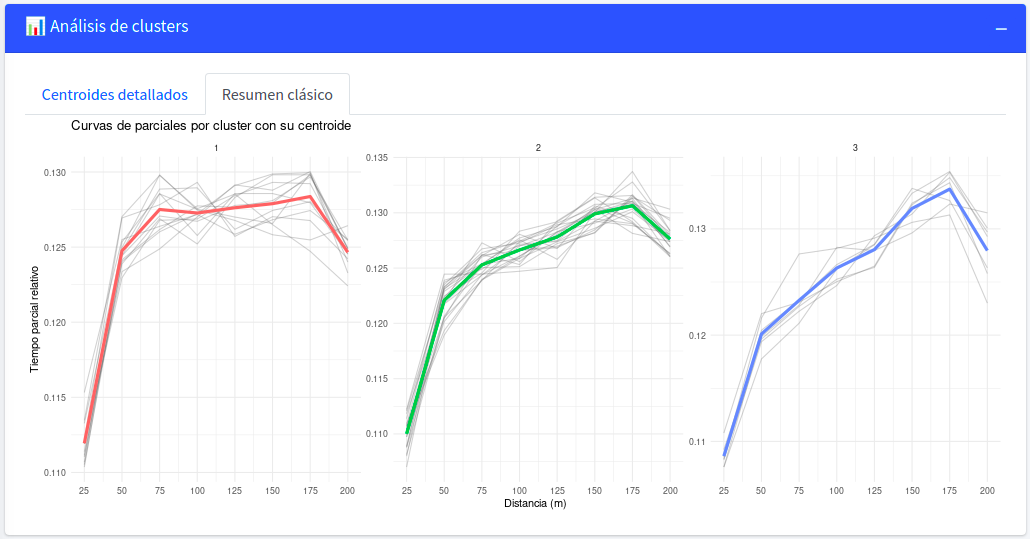 📊 Análisis de clusters
Centroides detallados
Resumen clásico
Curvas de parciales por cluster con su centroide
1
2
3
Tiempo parcial relativo
0.130
0.125
0.120
0.115
0.110
0.135
0.130
0.125
0.120
0.115
0.110
0.13
0.12
0.11
25 50 75 100 125 150 175 200
25 50 75 100 125 150 175 200
25 50 75 100 125 150 175 200
Distancia (m)